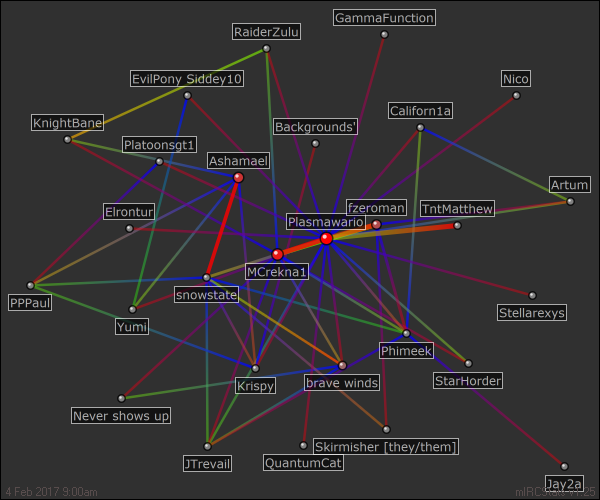 GammaFunction
RaiderZulu
EvilPony Siddey10
Nico
Californ1a
KnightBane
Backgrounds'
Platoonsgt1
Ashamael
Artum
Elrontur
fzeroman
TntMatthew
Plasmawario
MCrekna1
PPPaul
snowstate
Stellarexys
Yumi
Phimeek
StarHorder
Krispy
brave winds
Never shows up
Skirmisher [they/them]
JTrevail
QuantumCat
Jay2a
4 Feb 2017 9:00am